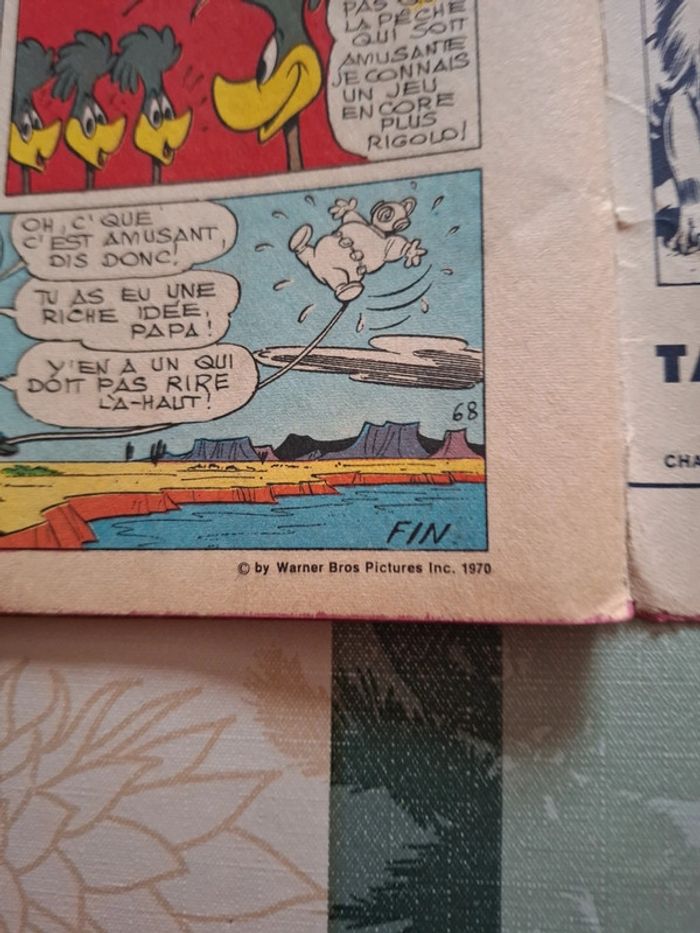 PAS
LA PÊCHE
QUI SOIT
AMUSANTE
JE CONNAIS
UN JEU
ENCORE
PLUS
RIGOLO!
OH, C'QUE
C'EST AMUSANT,
DIS DONC!
TU AS EU UNE
RICHE IDÉE,
PAPA!
Y'EN A UN QUI
DOIT PAS RIRE
LÀ-HAUT!
68
FIN
© by Warner Bros Pictures Inc. 1970
TA
CHA